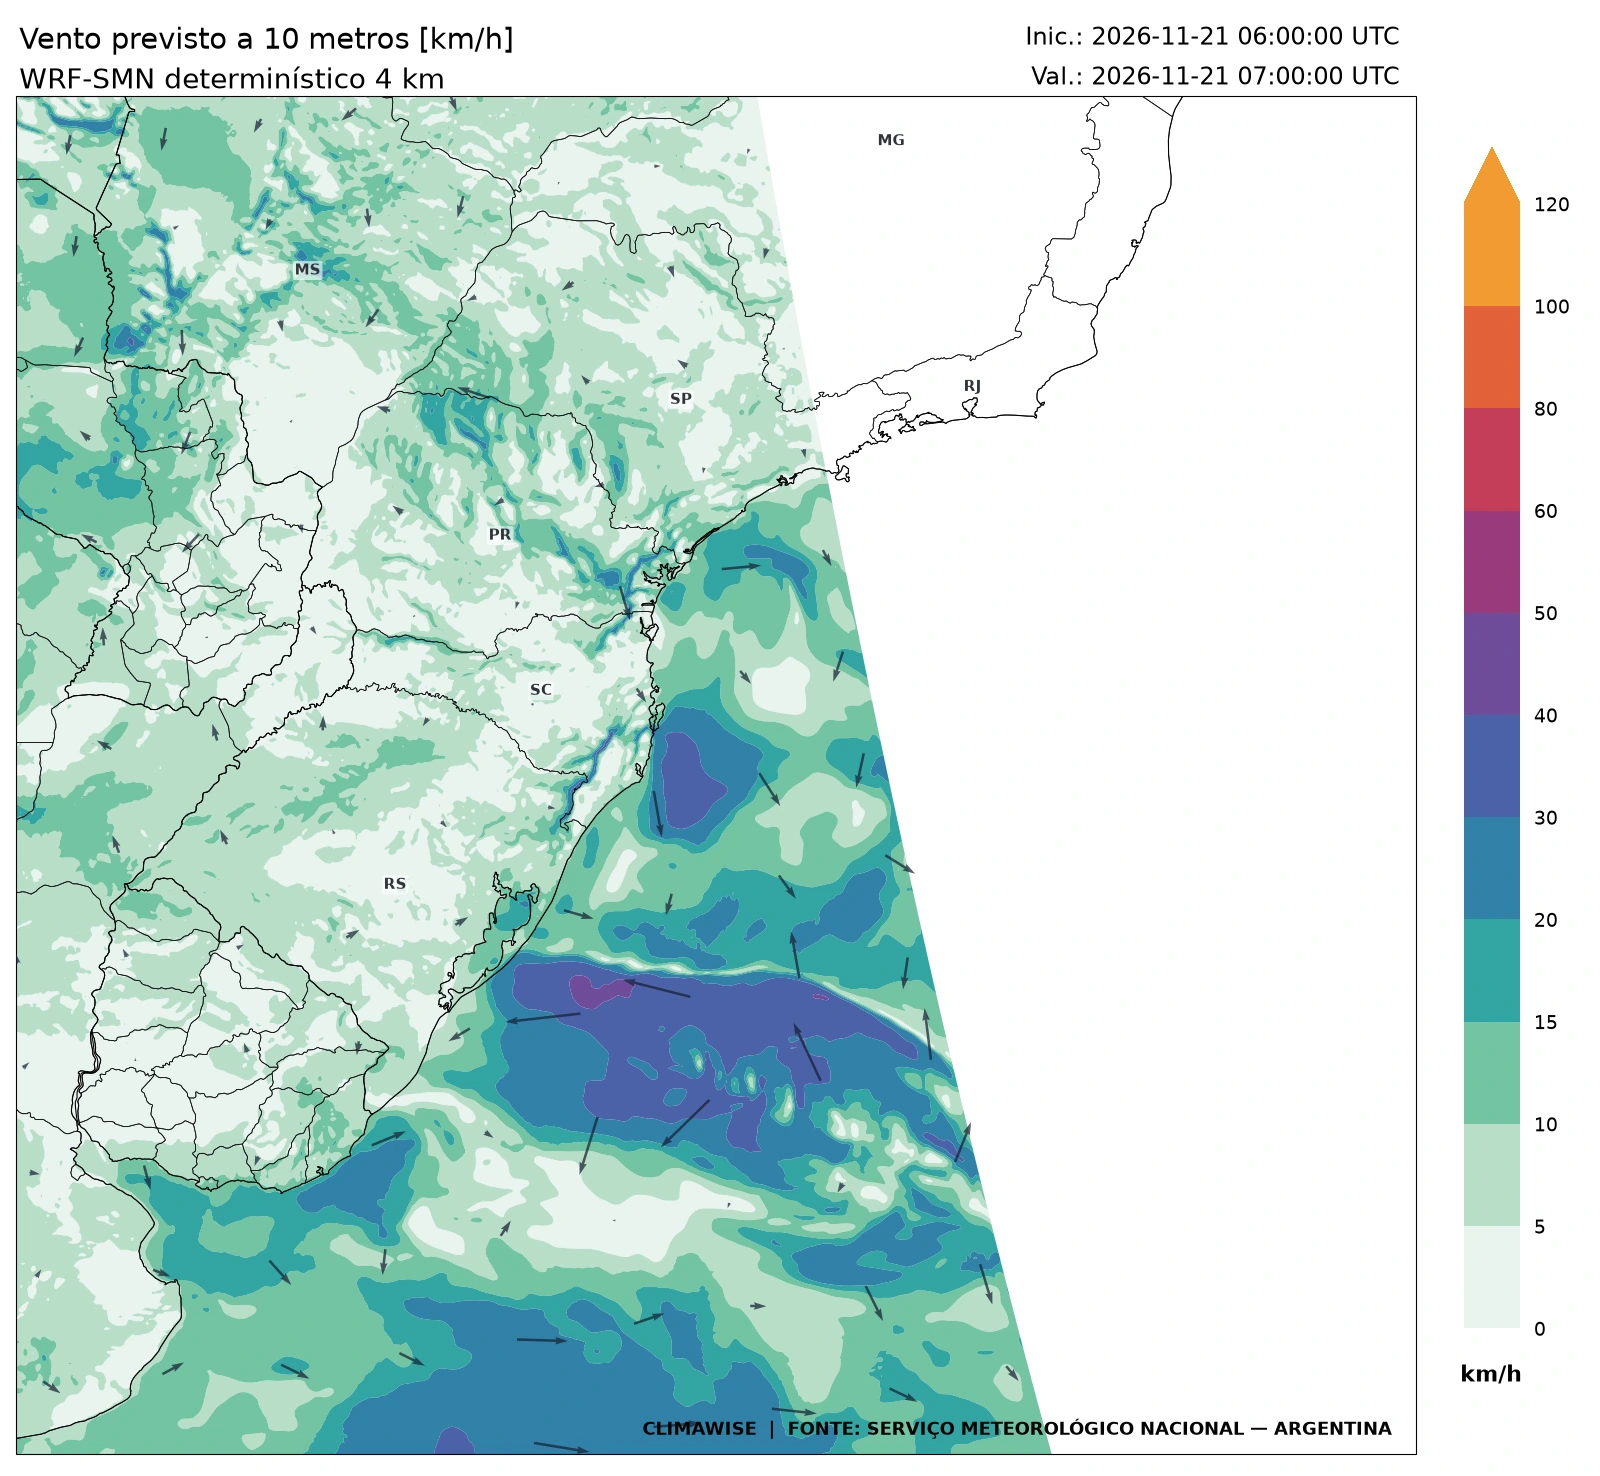 Vento previsto a 10 metros [km/h]
WRF-SMN determinístico 4 km
Inic.: 2026-11-21 06:00:00 UTC
Val.: 2026-11-21 07:00:00 UTC
MG
MS
RJ
SP
PR
SC
RS
120
100
80
60
50
40
30
20
15
10
5
0
km/h
CLIMAWISE | FONTE: SERVIÇO METEOROLÓGICO NACIONAL — ARGENTINA